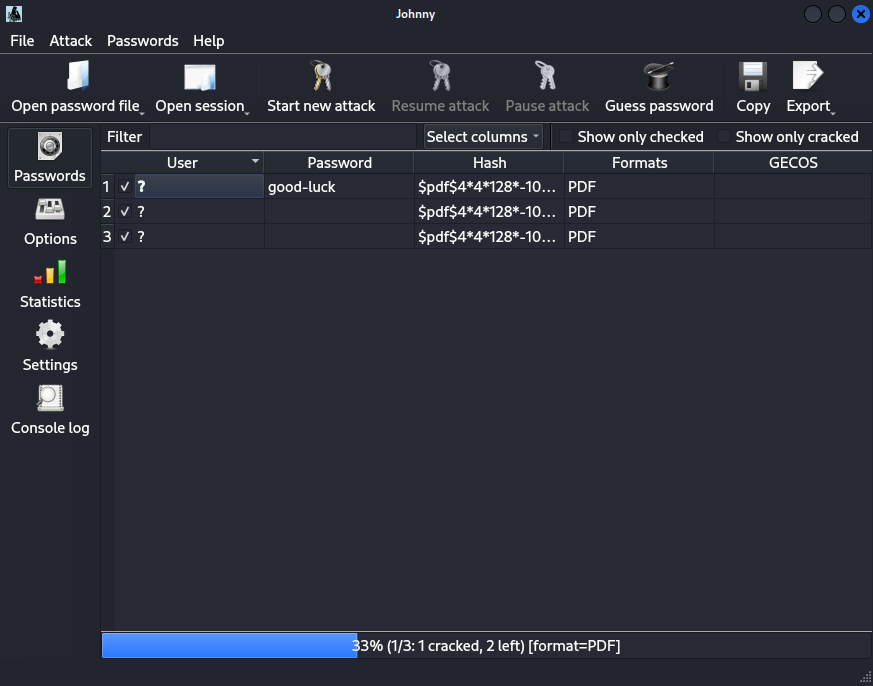 Johnny
File Attack Passwords Help
Open password file Open session Start new attack Resume attack Pause attack Guess password Copy Export
Passwords
Options
Statistics
Settings
Console log
Filter Select columns Show only checked Show only cracked
User Password Hash Formats GECOS
1 ? good-luck $pdf$4*4*128*-10... PDF
2 ? $pdf$4*4*128*-10... PDF
3 ? $pdf$4*4*128*-10... PDF
33% (1/3: 1 cracked, 2 left) [format=PDF]